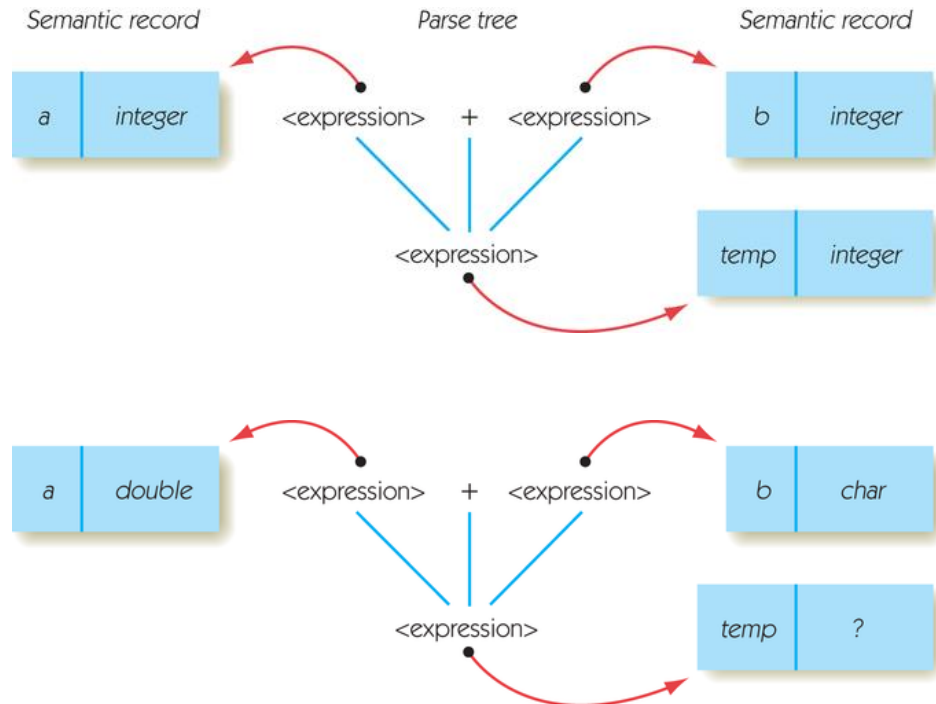 Semantic record Parse tree Semantic record
a integer <expression> + <expression> b integer
<expression> temp integer
a double <expression> + <expression> b char
<expression> temp ?